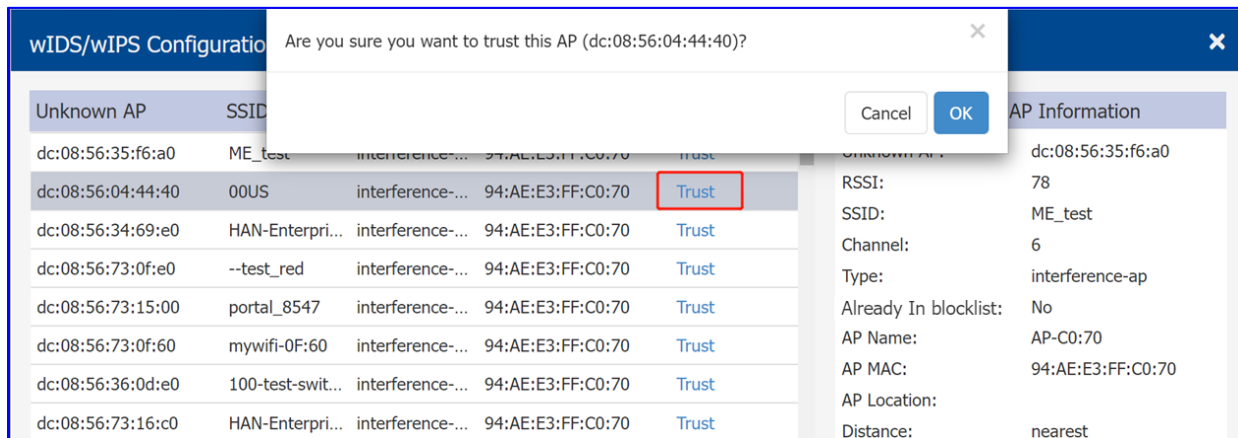 wIDS/wIPS Configuratio
Are you sure you want to trust this AP (dc:08:56:04:44:40)?
Cancel OK
Unknown AP SSID AP Information
dc:08:56:35:f6:a0 ME_test interference-... 94:AE:E3:FF:C0:70 Trust Unknown AP: dc:08:56:35:f6:a0
dc:08:56:04:44:40 00US interference-... 94:AE:E3:FF:C0:70 Trust RSSI: 78
SSID: ME_test
dc:08:56:34:69:e0 HAN-Enterpri... interference-... 94:AE:E3:FF:C0:70 Trust Channel: 6
dc:08:56:73:0f:e0 --test_red interference-... 94:AE:E3:FF:C0:70 Trust Type: interference-ap
dc:08:56:73:15:00 portal_8547 interference-... 94:AE:E3:FF:C0:70 Trust Already In blocklist: No
dc:08:56:73:0f:60 mywifi-0F:60 interference-... 94:AE:E3:FF:C0:70 Trust AP Name: AP-C0:70
AP MAC: 94:AE:E3:FF:C0:70
dc:08:56:36:0d:e0 100-test-swit... interference-... 94:AE:E3:FF:C0:70 Trust AP Location:
dc:08:56:73:16:c0 HAN-Enterpri... interference-... 94:AE:E3:FF:C0:70 Trust Distance: nearest